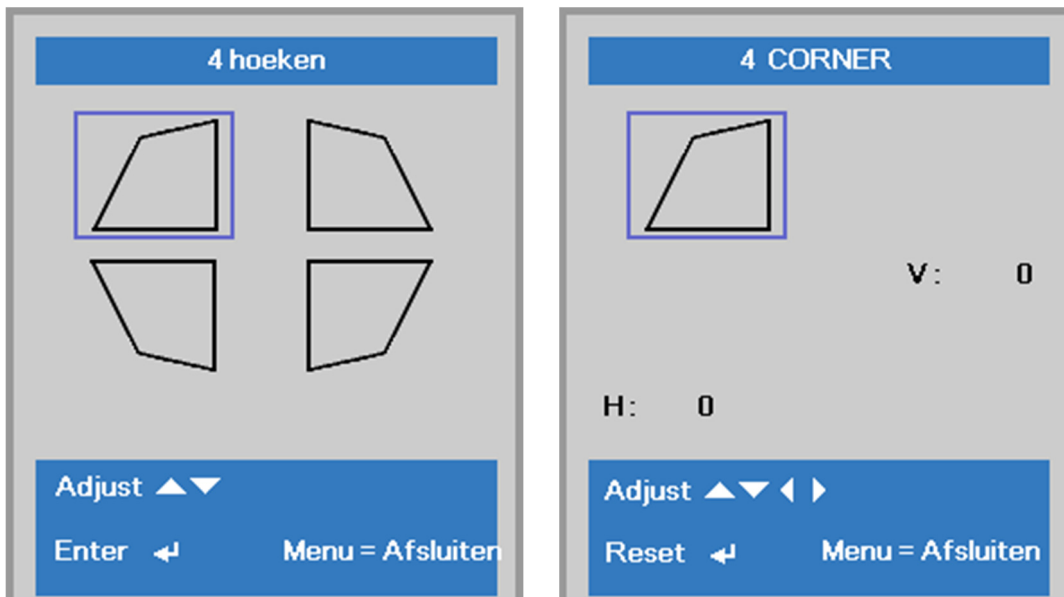 4 hoeken
Adjust ▲▼
Enter ↵ Menu = Afsluiten
4 CORNER
V: 0
H: 0
Adjust ▲▼◀▶
Reset ↵ Menu = Afsluiten